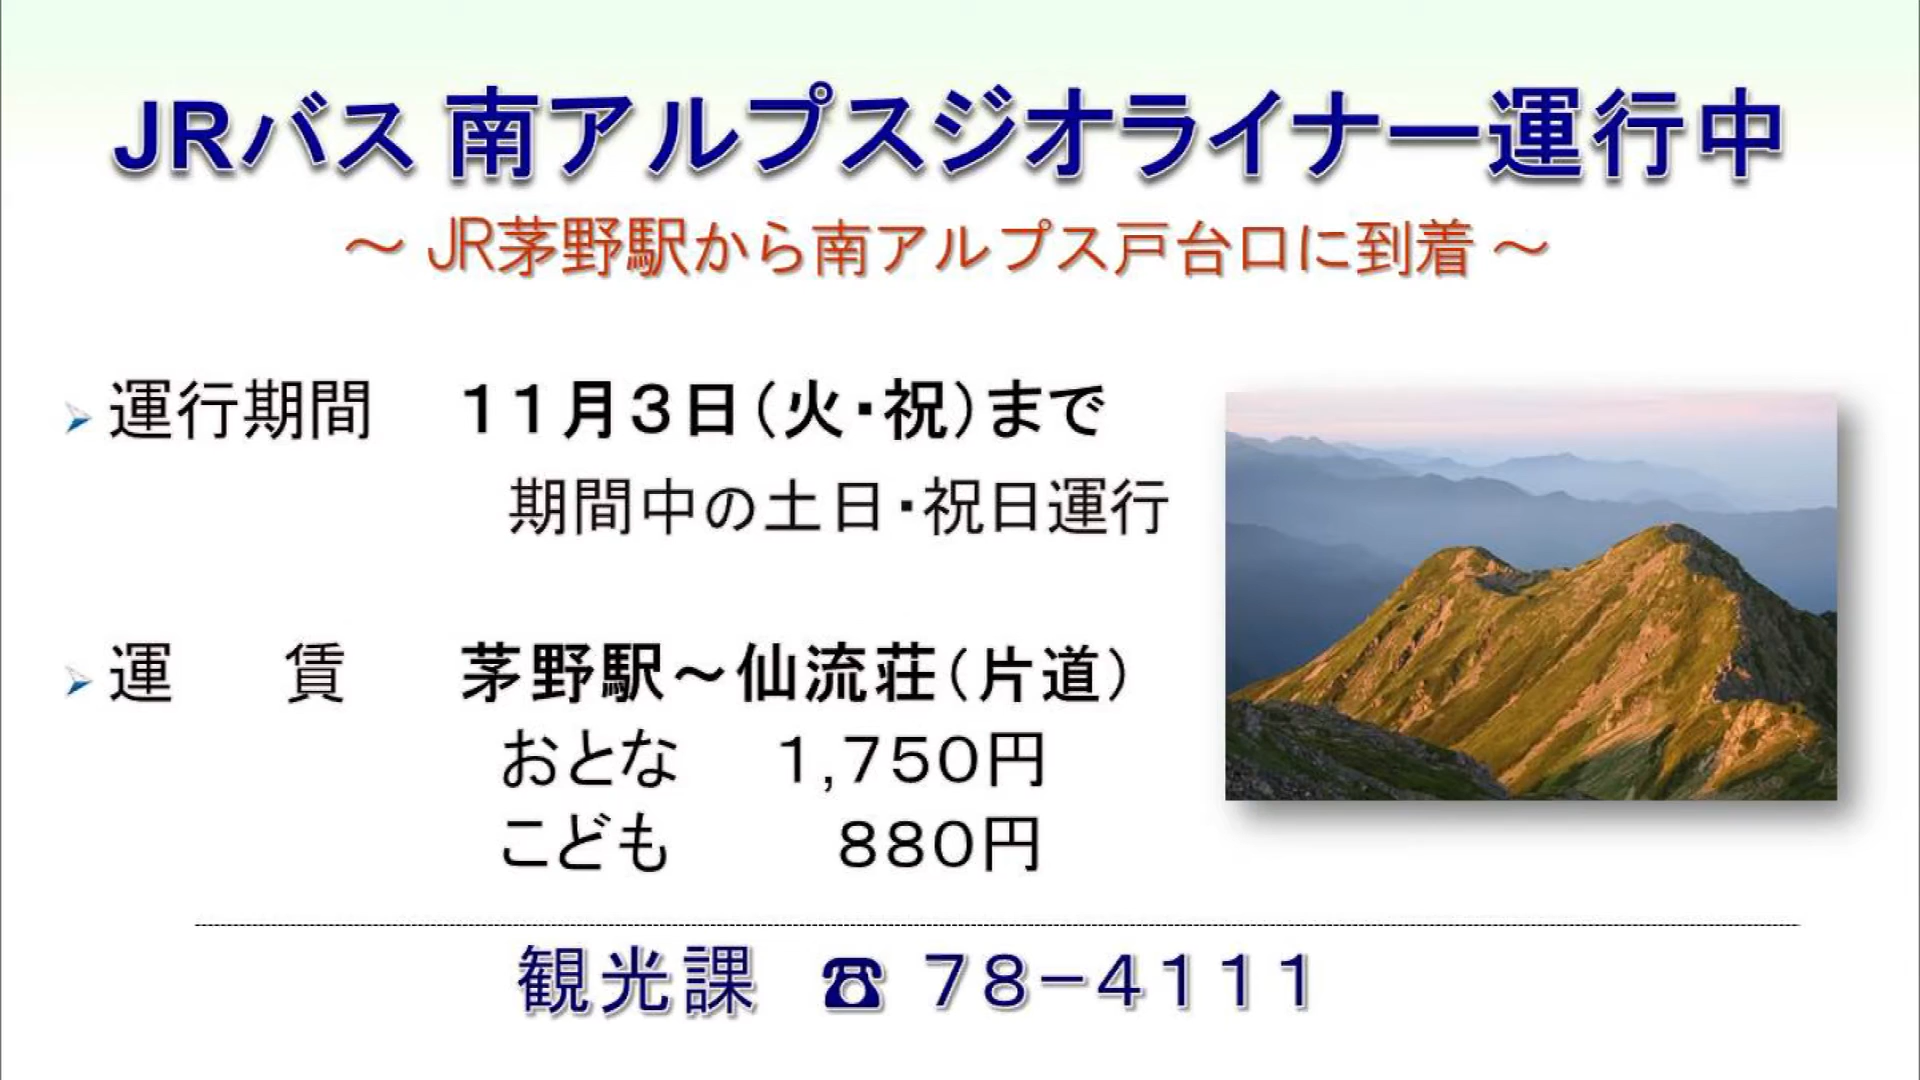 JRバス 南アルプスジオライナー運行中
～ JR茅野駅から南アルプス戸台口に到着 ～
運行期間 11月3日(火・祝)まで
期間中の土日・祝日運行
運 賃 茅野駅～仙流荘(片道)
おとな 1,750円
こども 880円
観光課 ☎ 78-4111